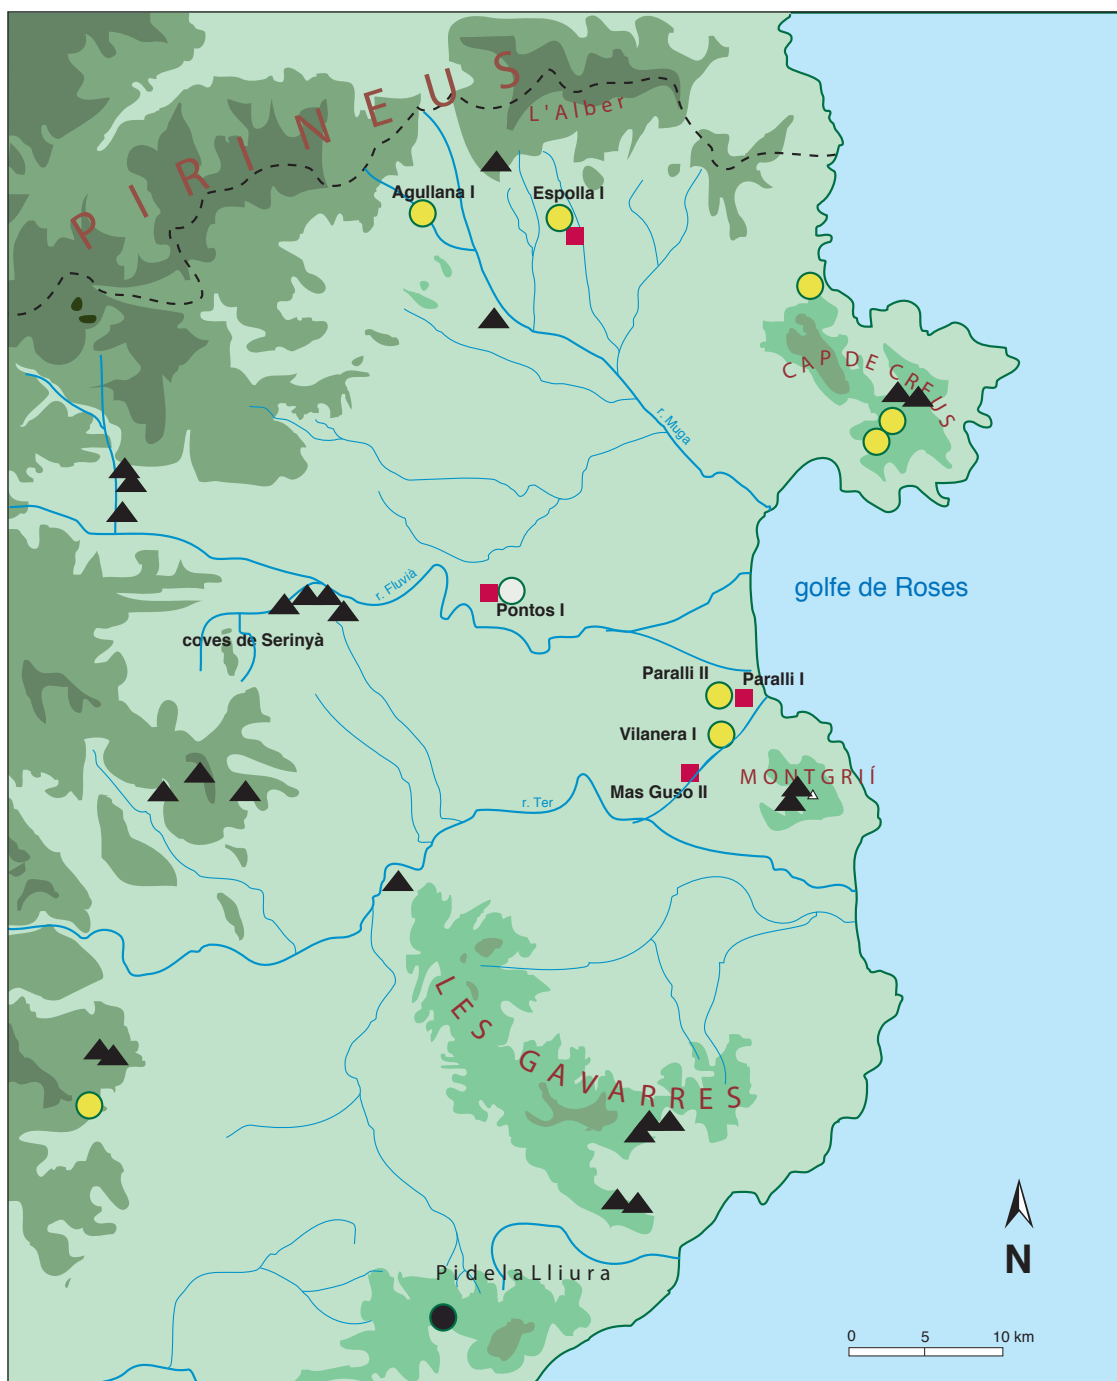 PIRINEUS
L'Alber
Agullana I
Espolla I
CAP DE CREUS
r. Muga
golfe de Roses
r. Fluvià
Pontos I
coves de Serinyà
Paralli II
Paralli I
Vilanera I
MONTGRIÍ
Mas Guso II
r. Ter
LES GAVARRES
N
PidelaLliura
0 5 10 km